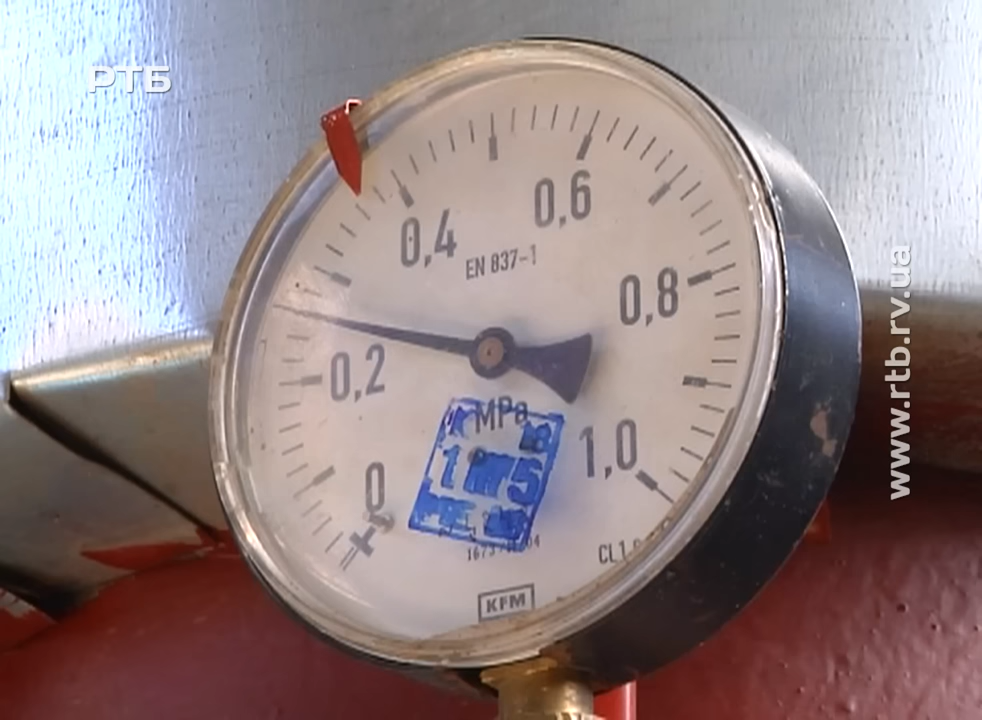 РТБ
0,6
0,4
EN 837-1
0,8
0,2
MPa
1,0
0
KFM
www.rtb.rv.ua